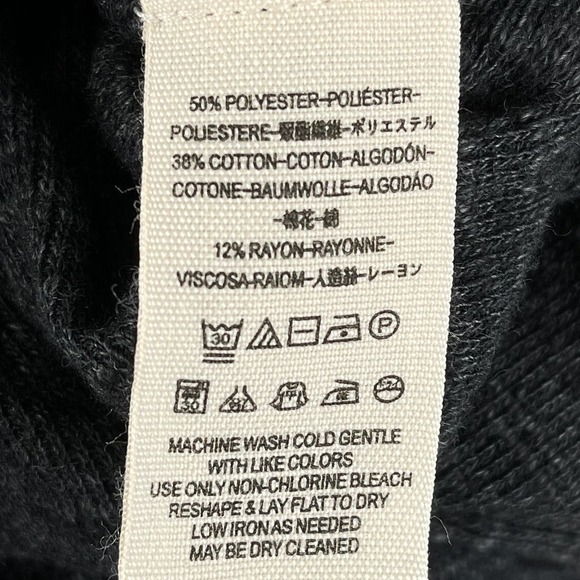 50% POLYESTER-POLIÉSTER-
POLIESTERE-聚酯纖維-ポリエステル
38% COTTON-COTON-ALGODÓN-
COTONE-BAUMWOLLE-ALGODÃO
-棉花-綿
12% RAYON-RAYONNE-
VISCOSA-RAIOM-人造絲-レーヨン
30
P
30
MACHINE WASH COLD GENTLE
WITH LIKE COLORS
USE ONLY NON-CHLORINE BLEACH
RESHAPE & LAY FLAT TO DRY
LOW IRON AS NEEDED
MAY BE DRY CLEANED